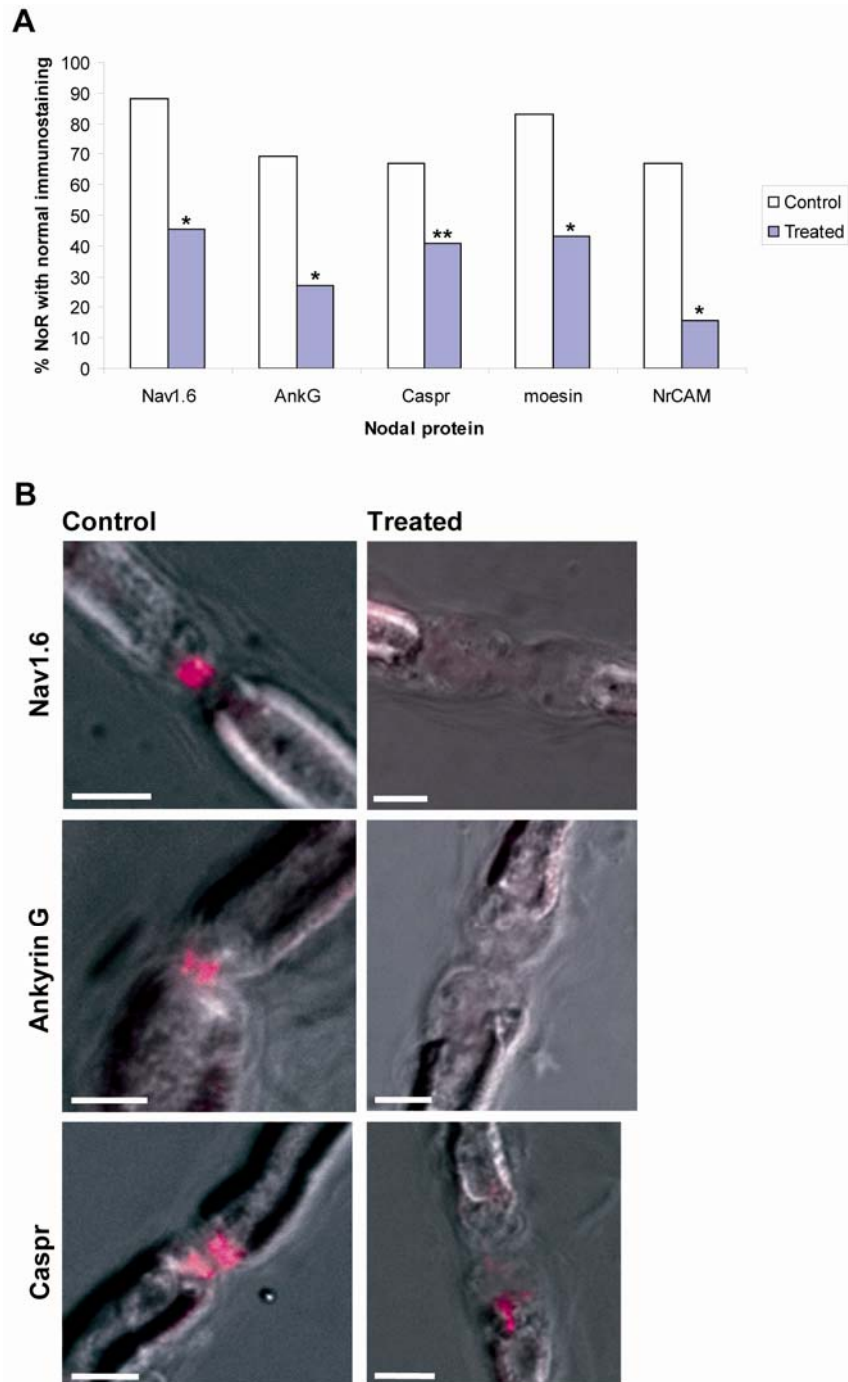 A
% NoR with normal immunostaining
100
90
80
70
60
50
40
30
20
10
0
*
*
**
*
*
Nav1.6 AnkG Caspr moesin NrCAM
Nodal protein
Control
Treated
B
Control Treated
Nav1.6
Ankyrin G
Caspr